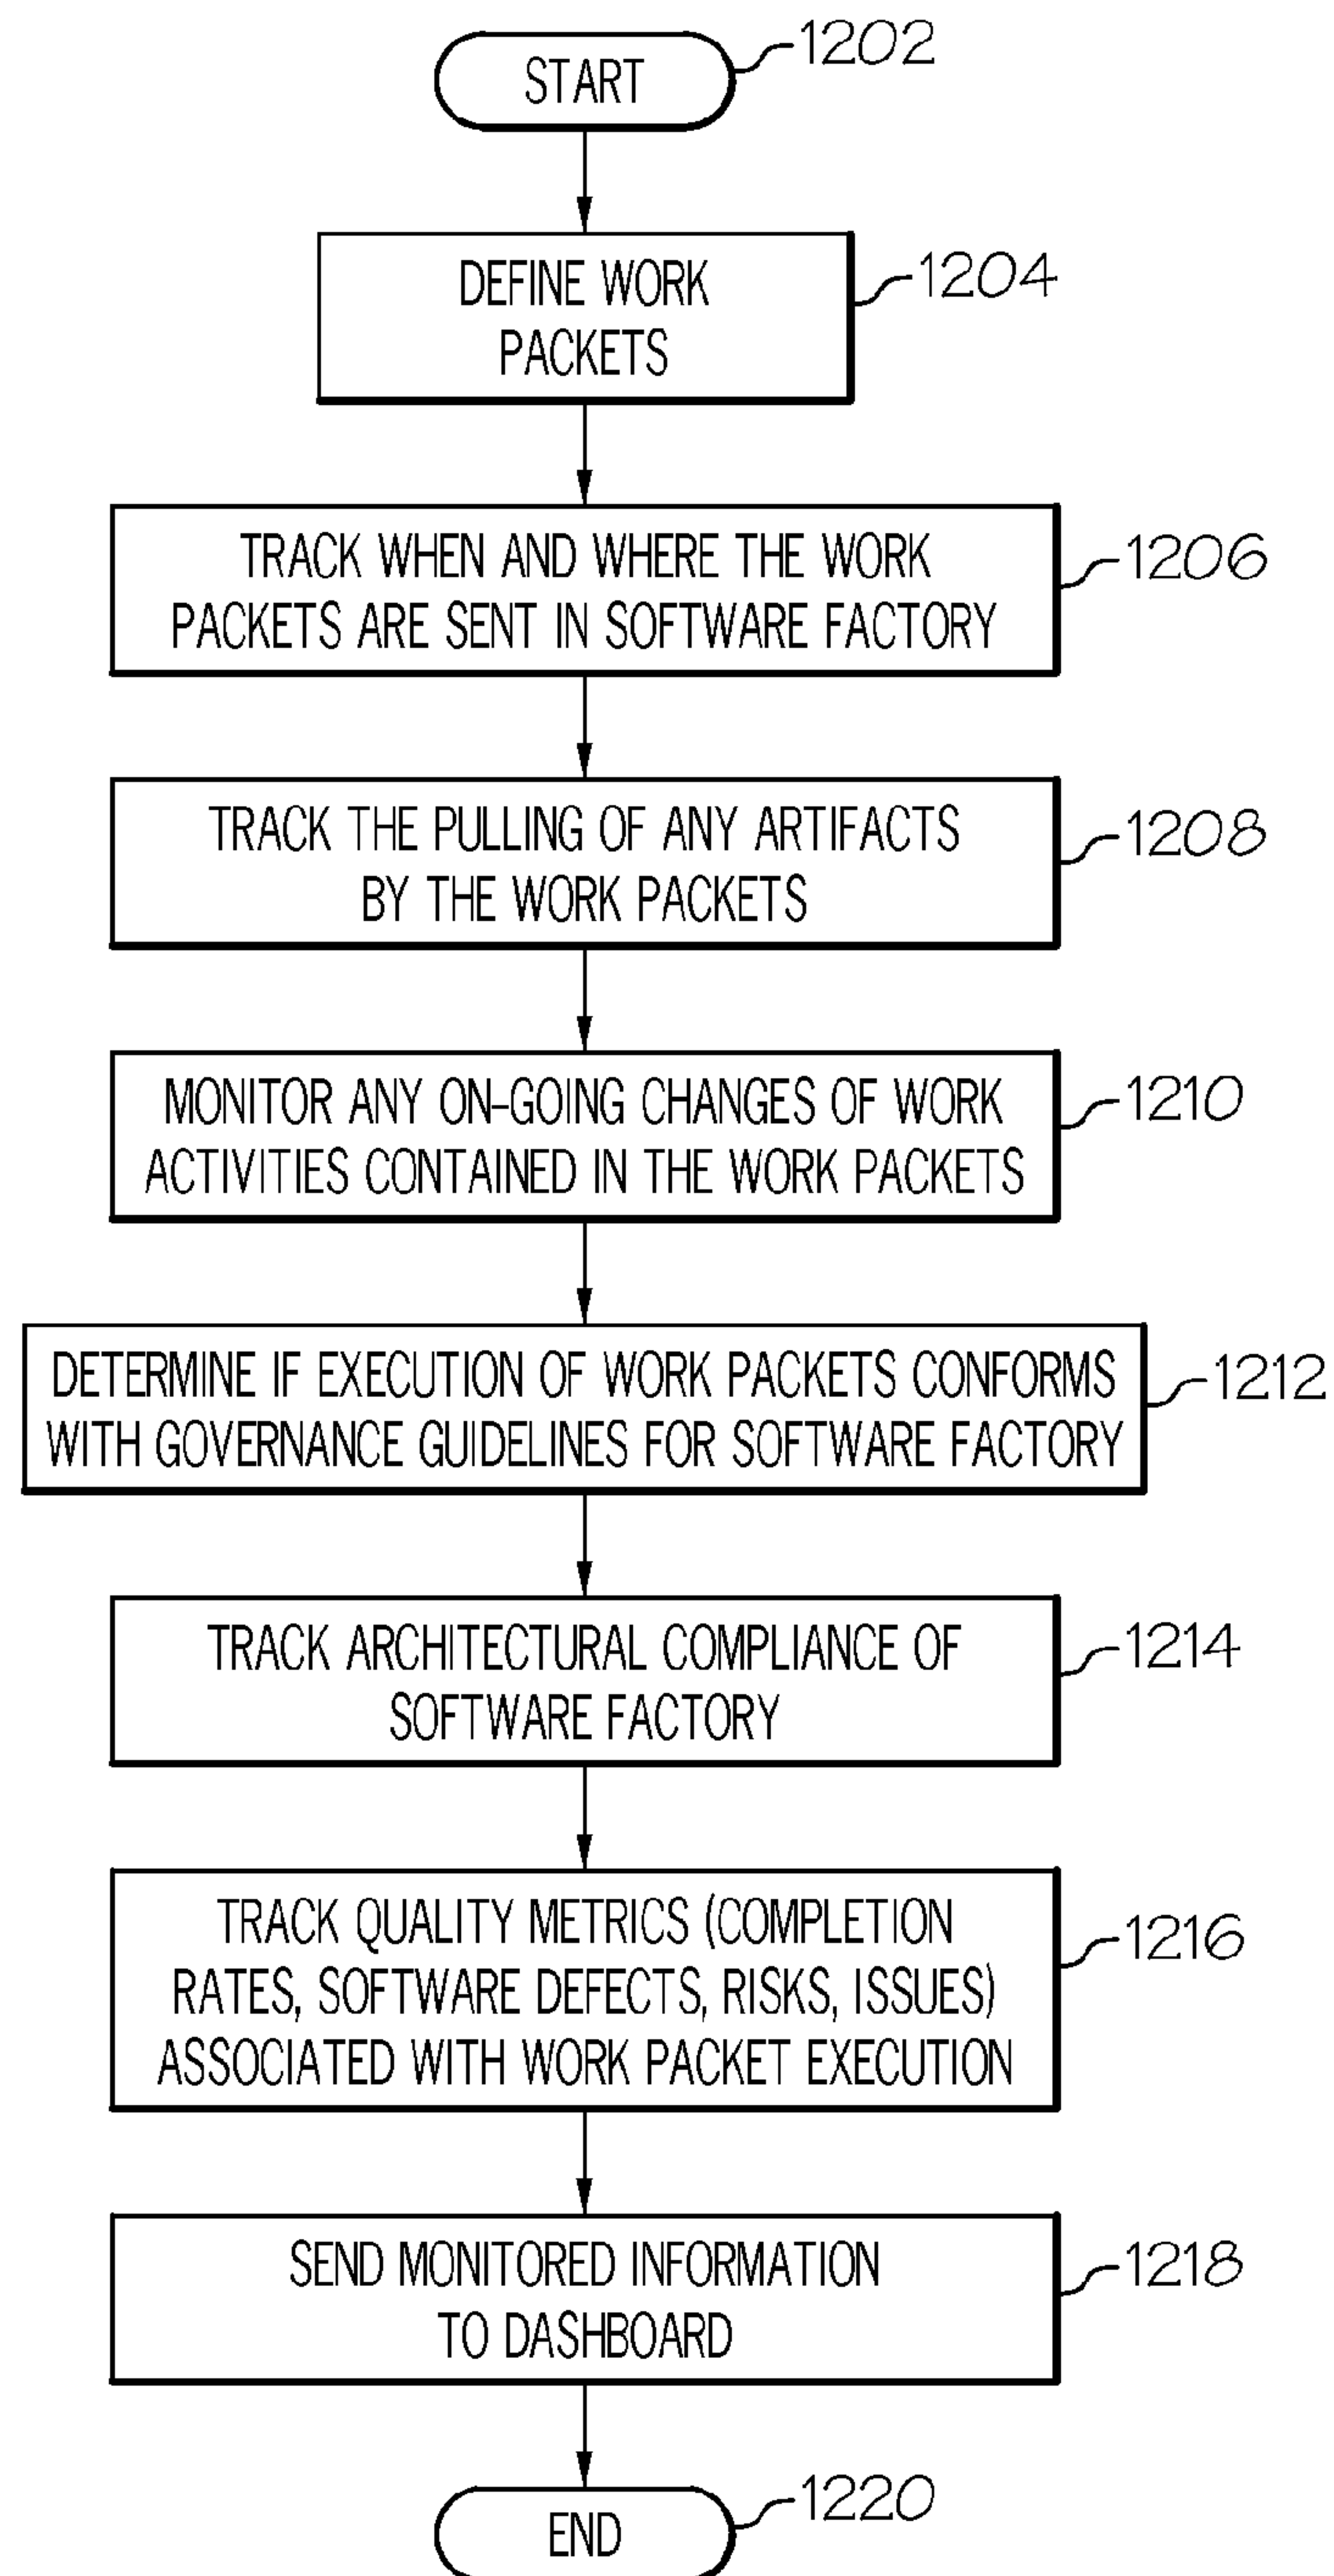 START
1202
DEFINE WORK
PACKETS
1204
TRACK WHEN AND WHERE THE WORK
PACKETS ARE SENT IN SOFTWARE FACTORY
1206
TRACK THE PULLING OF ANY ARTIFACTS
BY THE WORK PACKETS
1208
MONITOR ANY ON-GOING CHANGES OF WORK
ACTIVITIES CONTAINED IN THE WORK PACKETS
1210
DETERMINE IF EXECUTION OF WORK PACKETS CONFORMS
WITH GOVERNANCE GUIDELINES FOR SOFTWARE FACTORY
1212
TRACK ARCHITECTURAL COMPLIANCE OF
SOFTWARE FACTORY
1214
TRACK QUALITY METRICS (COMPLETION
RATES, SOFTWARE DEFECTS, RISKS, ISSUES)
ASSOCIATED WITH WORK PACKET EXECUTION
1216
SEND MONITORED INFORMATION
TO DASHBOARD
1218
END
1220